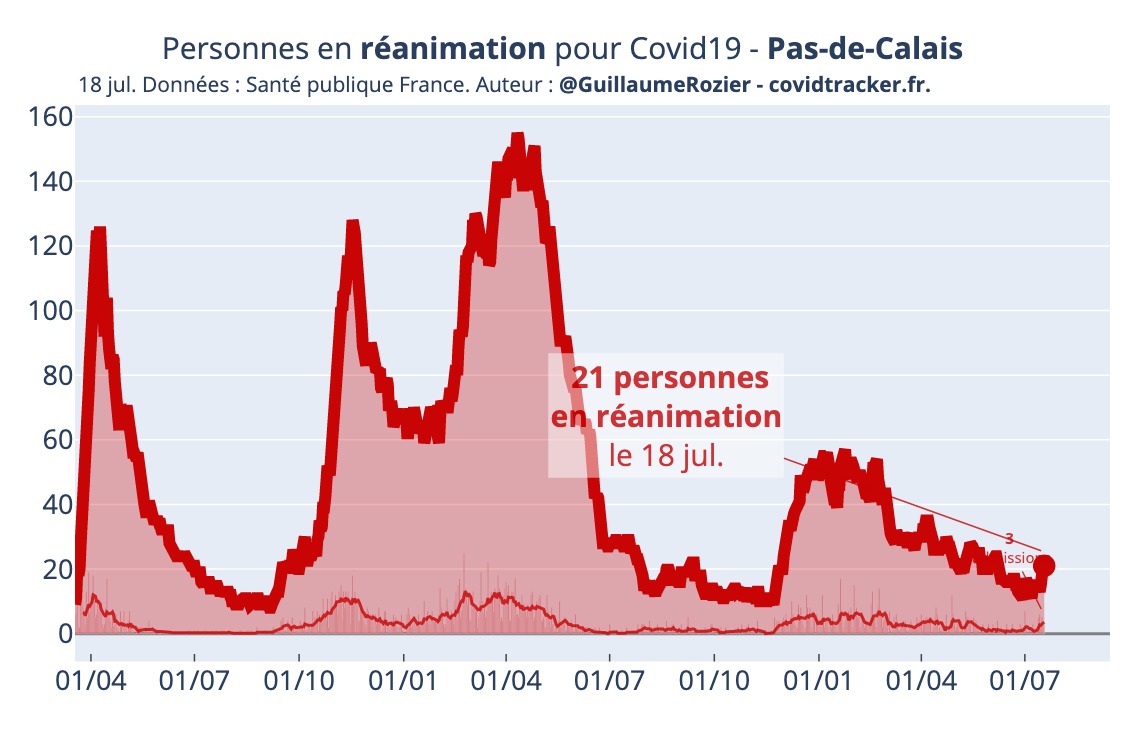 Personnes en réanimation pour Covid19 - Pas-de-Calais
18 jul. Données : Santé publique France. Auteur : @GuillaumeRozier - covidtracker.fr.
160
140
120
100
80
60
40
20
0
21 personnes
en réanimation
le 18 jul.
3
01/04 01/07 01/10 01/01 01/04 01/07 01/10 01/01 01/04 01/07